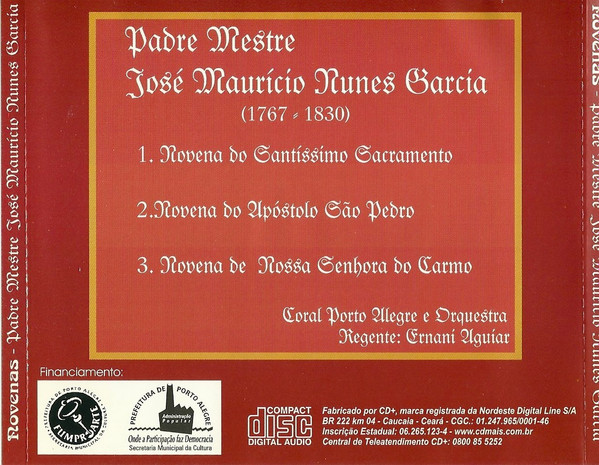 Novenas - Padre Mestre José Maurício Nunes Garcia
Padre Mestre
José Maurício Nunes Garcia
(1767 - 1830)
1. Novena do Santíssimo Sacramento
2.Novena do Apóstolo São Pedro
3. Novena de Nossa Senhora do Carmo
Coral Porto Alegre e Orquestra
Regente: Ernani Aguiar
Novenas - Padre Mestre José Maurício Nunes Garcia
Financiamento:
FUMPROARTE
PREFEITURA DE PORTO ALEGRE
Administração
Popular
Onde a Participação faz Democracia
Secretaria Municipal da Cultura
COMPACT
disc
DIGITAL AUDIO
Fabricado por CD+, marca registrada da Nordeste Digital Line S/A
BR 222 km 04 - Caucaia - Ceará - CGC.: 01.247.965/0001-46
Inscrição Estadual: 06.265.123-4 - www.cdmais.com.br
Central de Teleatendimento CD+: 0800 85 5252